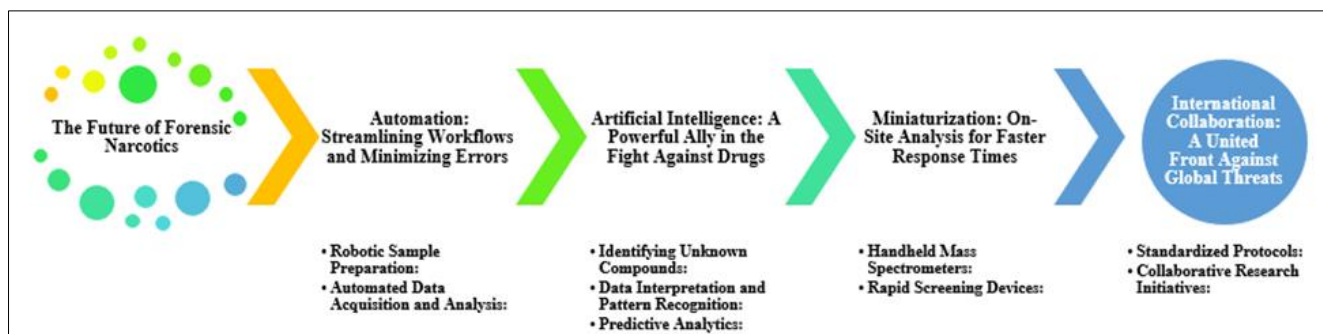 The Future of Forensic
Narcotics
Automation:
Streamlining Workflows
and Minimizing Errors
• Robotic Sample
Preparation:
• Automated Data
Acquisition and Analysis:
Artificial Intelligence: A
Powerful Ally in the
Fight Against Drugs
• Identifying Unknown
Compounds:
• Data Interpretation and
Pattern Recognition:
• Predictive Analytics:
Miniaturization: On-
Site Analysis for Faster
Response Times
• Handheld Mass
Spectrometers:
• Rapid Screening Devices:
International
Collaboration:
A United
Front Against
Global Threats
• Standardized Protocols:
• Collaborative Research
Initiatives: